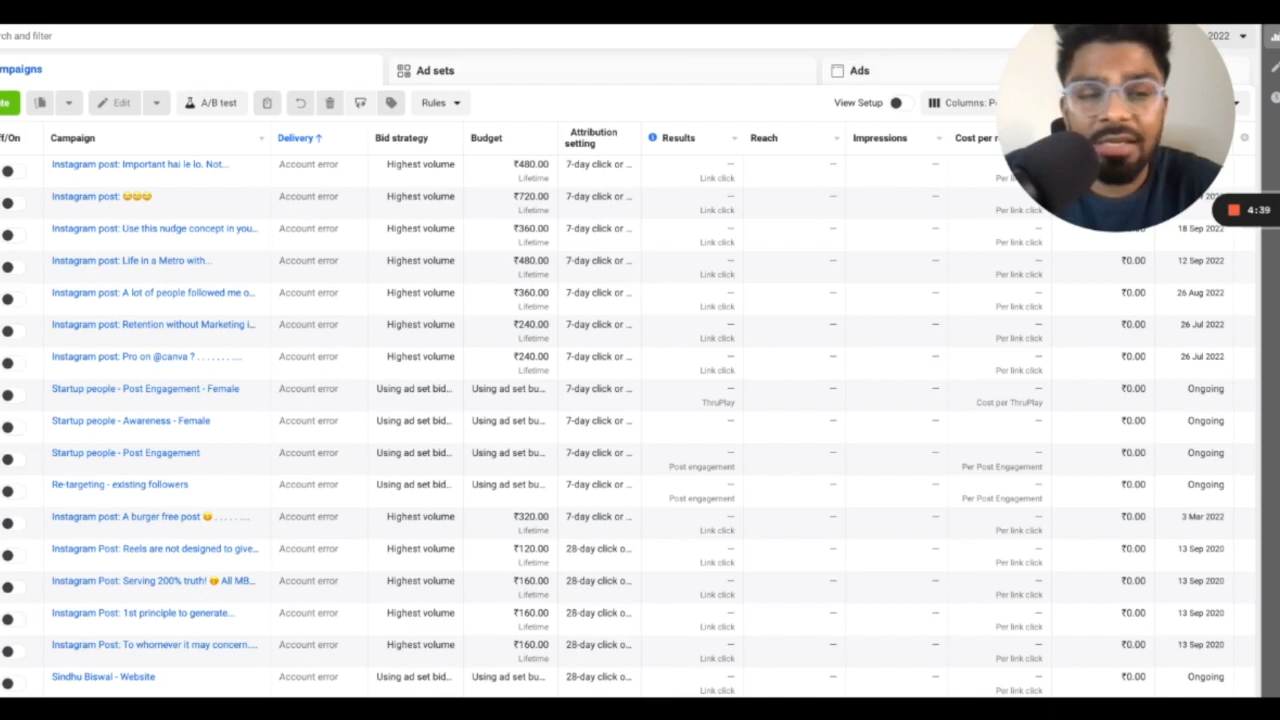 rch and filter
2022
mpaigns
Ad sets
Ads
te
Edit
A/B test
Rules
View Setup
Columns: P
ff/On
Campaign
Delivery ↑
Bid strategy
Budget
Attribution
setting
Results
Reach
Impressions
Cost per r
Instagram post: Important hai le lo. Not... Account error Highest volume ₹480.00 7-day click or ... —
Lifetime Link click Per li
Instagram post: 😁😁😁 Account error Highest volume ₹720.00 7-day click or ... — — — —
Lifetime Link click Per link click
Instagram post: Use this nudge concept in you... Account error Highest volume ₹360.00 7-day click or ... — — — — 18 Sep 2022
Lifetime Link click Per link click
Instagram post: Life in a Metro with... Account error Highest volume ₹480.00 7-day click or ... — — — — ₹0.00 12 Sep 2022
Lifetime Link click Per link click
Instagram post: A lot of people followed me o... Account error Highest volume ₹360.00 7-day click or ... — — — — ₹0.00 26 Aug 2022
Lifetime Link click Per link click
Instagram post: Retention without Marketing i... Account error Highest volume ₹240.00 7-day click or ... — — — — ₹0.00 26 Jul 2022
Lifetime Link click Per link click
Instagram post: Pro on @canva ? . . . . . . . .... Account error Highest volume ₹240.00 7-day click or ... — — — — ₹0.00 26 Jul 2022
Lifetime Link click Per link click
Startup people - Post Engagement - Female Account error Using ad set bid... Using ad set bu... 7-day click or ... — — — — ₹0.00 Ongoing
ThruPlay Cost per ThruPlay
Startup people - Awareness - Female Account error Using ad set bid... Using ad set bu... 7-day click or ... — — — ₹0.00 Ongoing
Startup people - Post Engagement Account error Using ad set bid... Using ad set bu... 7-day click or ... — — — — ₹0.00 Ongoing
Post engagement Per Post Engagement
Re-targeting - existing followers Account error Using ad set bid... Using ad set bu... 7-day click or ... — — — — ₹0.00 Ongoing
Post engagement Per Post Engagement
Instagram post: A burger free post 😋 . . . . . .... Account error Highest volume ₹320.00 7-day click or ... — — — — ₹0.00 3 Mar 2022
Lifetime Link click Per link click
Instagram Post: Reels are not designed to give... Account error Highest volume ₹120.00 28-day click o... — — — — ₹0.00 13 Sep 2020
Lifetime Link click Per link click
Instagram Post: Serving 200% truth! 🤭 All MB... Account error Highest volume ₹160.00 28-day click o... — — — — ₹0.00 13 Sep 2020
Lifetime Link click Per link click
Instagram Post: 1st principle to generate... Account error Highest volume ₹160.00 28-day click o... — — — — ₹0.00 13 Sep 2020
Lifetime Link click Per link click
Instagram Post: To whomever it may concern.... Account error Highest volume ₹160.00 28-day click o... — — — — ₹0.00 13 Sep 2020
Lifetime Link click Per link click
Sindhu Biswal - Website Account error Using ad set bid... Using ad set bu... 7-day click or ... — — — — ₹0.00 Ongoing
Link click Per link click
4:39